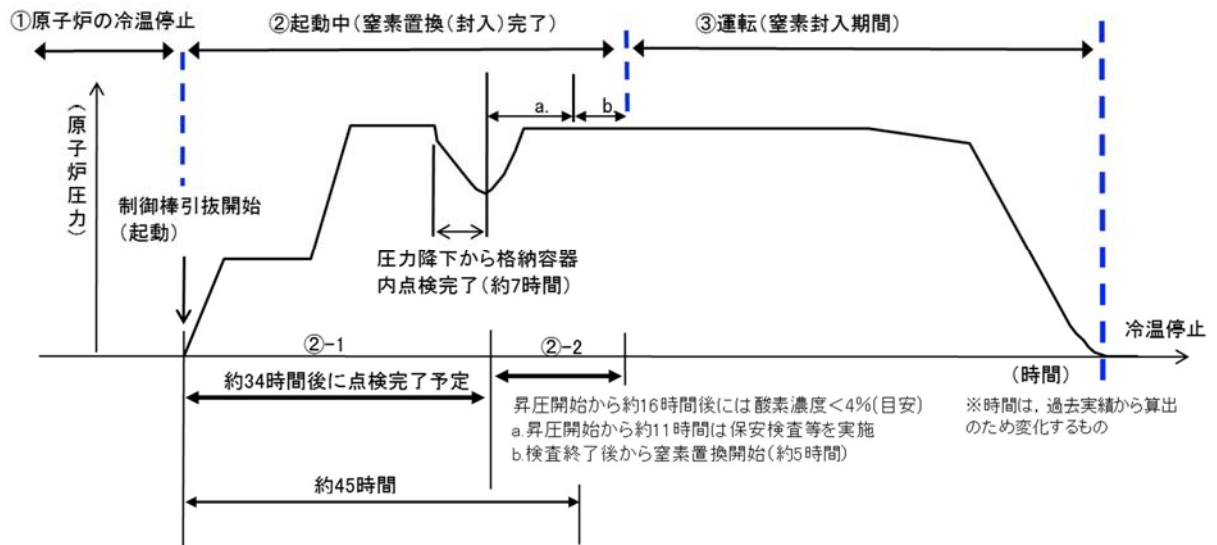 ①原子炉の冷温停止
②起動中(窒素置換(封入)完了)
③運転(窒素封入期間)
(原子炉圧力)
a.
b.
制御棒引抜開始
(起動)
圧力降下から格納容器
内点検完了(約7時間)
冷温停止
②-1
②-2
(時間)
約34時間後に点検完了予定
昇圧開始から約16時間後には酸素濃度<4%(目安)
a.昇圧開始から約11時間は保安検査等を実施
b.検査終了後から窒素置換開始(約5時間)
※時間は,過去実績から算出
のため変化するもの
約45時間